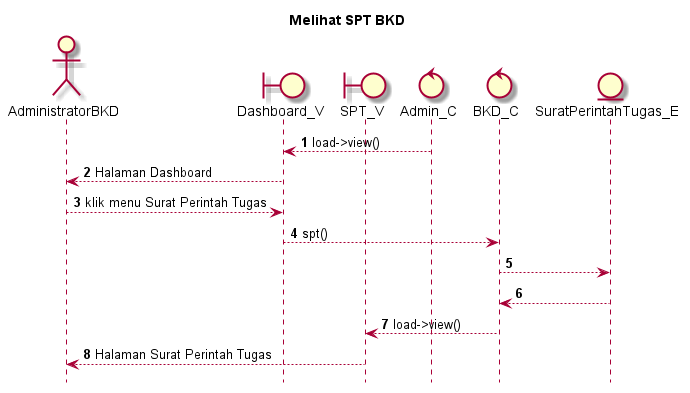 Melihat SPT BKD
AdministratorBKD
Dashboard_V
SPT_V
Admin_C
BKD_C
SuratPerintahTugas_E
1 load->view()
2 Halaman Dashboard
3 klik menu Surat Perintah Tugas
4 spt()
5
6
7 load->view()
8 Halaman Surat Perintah Tugas